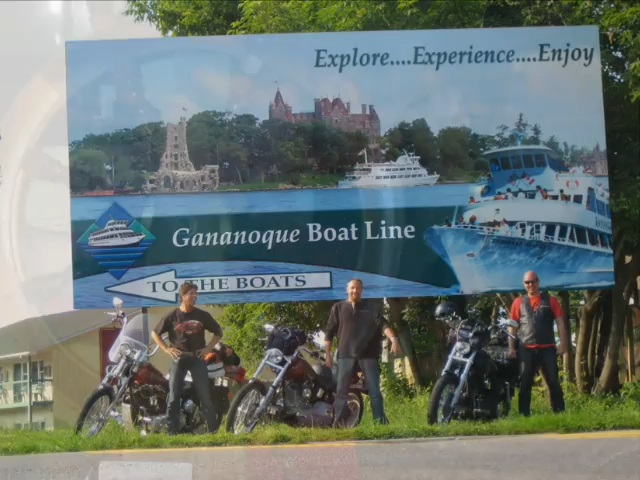 Explore....Experience....Enjoy
Gananoque Boat Line
TO THE BOATS